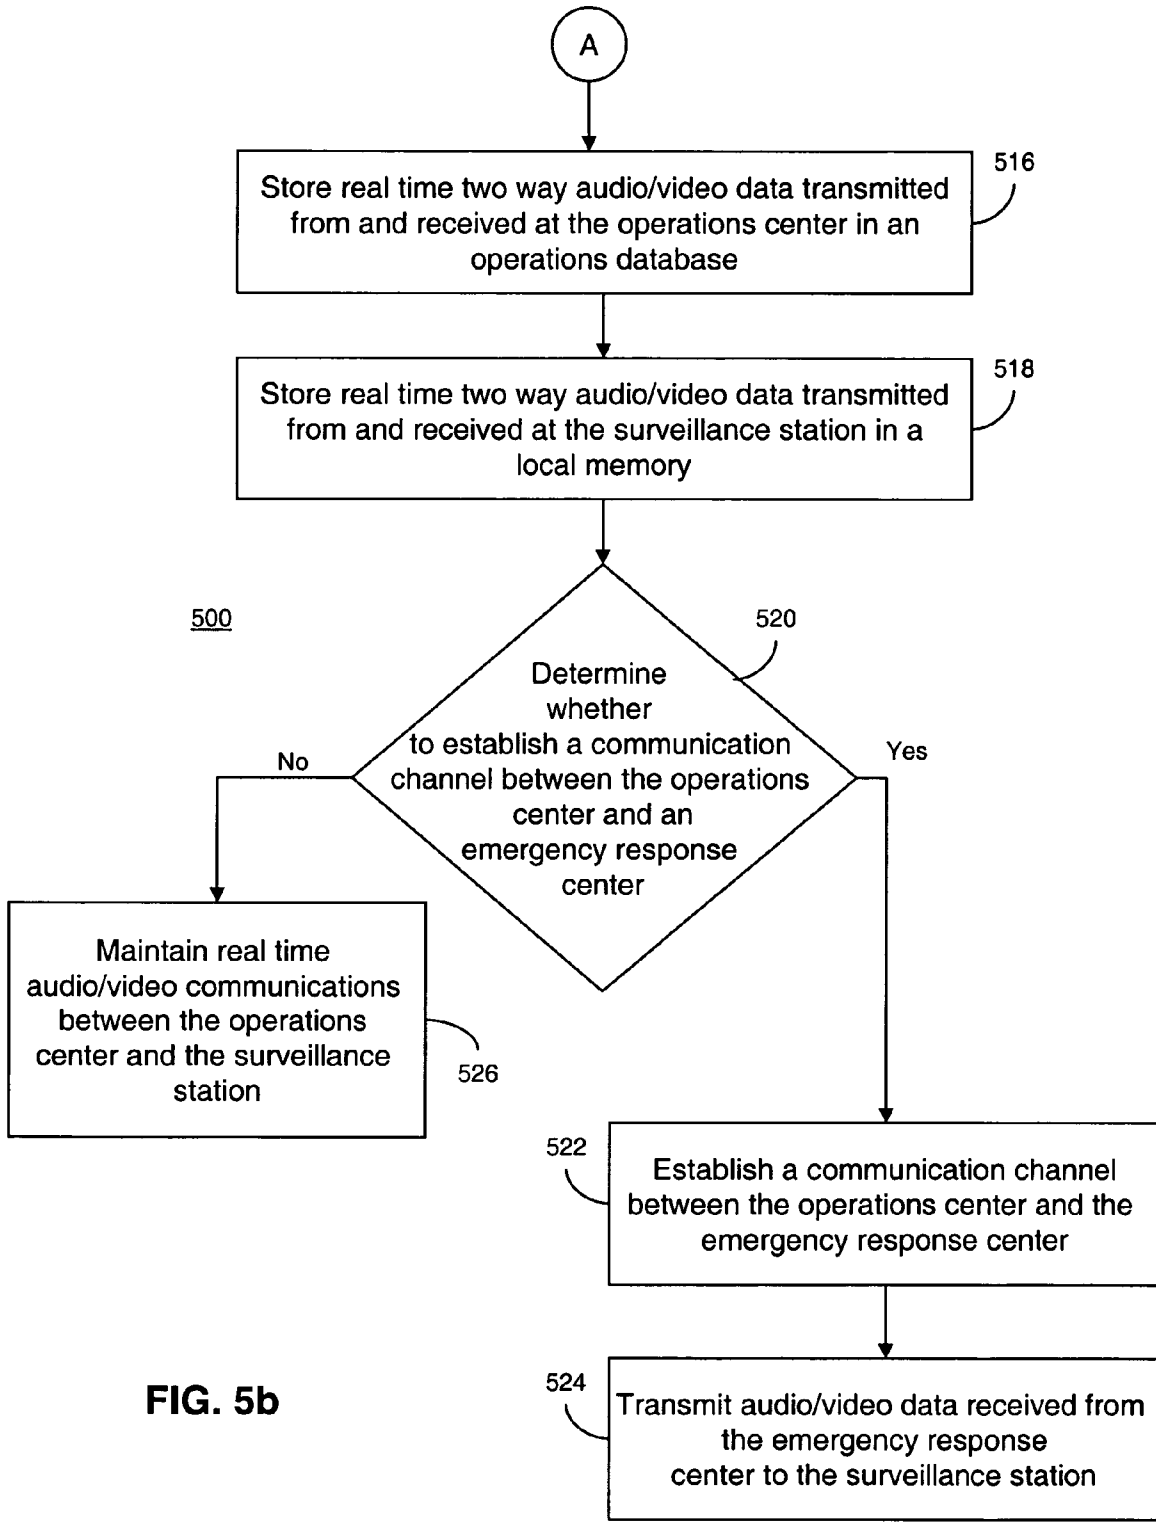 A
516
Store real time two way audio/video data transmitted
from and received at the operations center in an
operations database
518
Store real time two way audio/video data transmitted
from and received at the surveillance station in a
local memory
500
520
Determine
whether
to establish a communication
channel between the operations
center and an
emergency response
center
No
Yes
Maintain real time
audio/video communications
between the operations
center and the surveillance
station
526
522
Establish a communication channel
between the operations center and the
emergency response center
524
Transmit audio/video data received from
the emergency response
center to the surveillance station
FIG. 5b